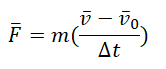 F̅ = m(v̅ − v̅₀ / Δt)